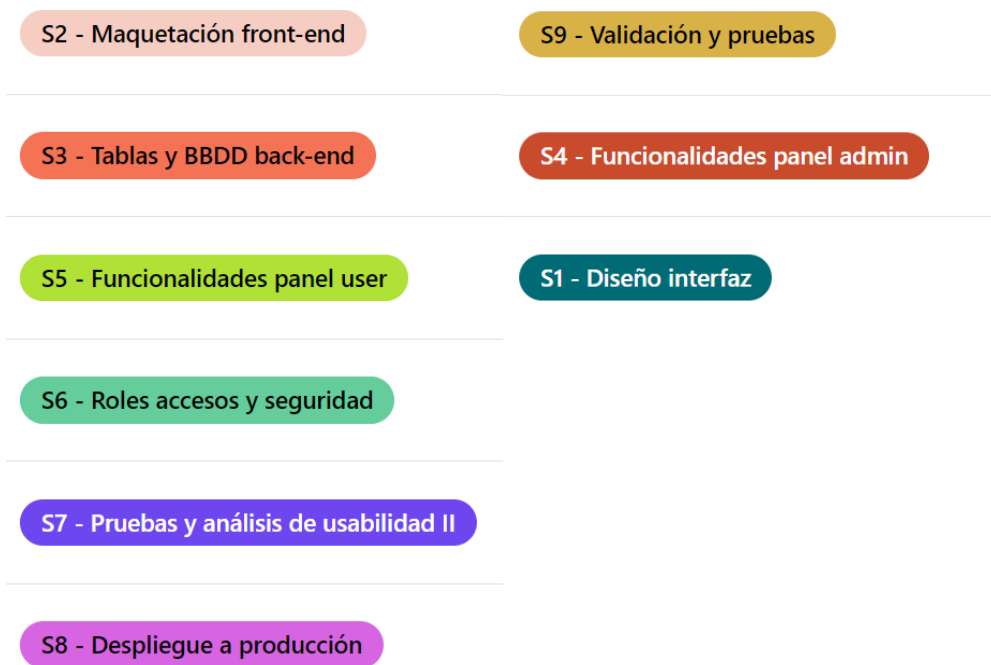 S2 - Maquetación front-end
S3 - Tablas y BBDD back-end
S5 - Funcionalidades panel user
S6 - Roles accesos y seguridad
S7 - Pruebas y análisis de usabilidad II
S8 - Despliegue a producción
S9 - Validación y pruebas
S4 - Funcionalidades panel admin
S1 - Diseño interfaz